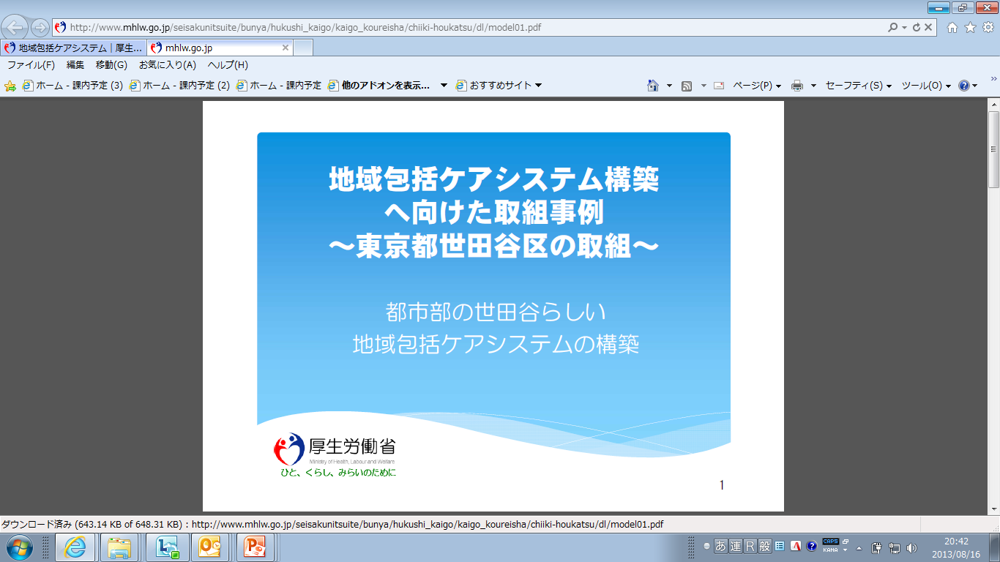 http://www.mhlw.go.jp/seisakunitsuite/bunya/hukushi_kaigo/kaigo_koureisha/chiiki-houkatsu/dl/model01.pdf
地域包括ケアシステム｜厚生...
mhlw.go.jp
ファイル(F) 編集 移動(G) お気に入り(A) ヘルプ(H)
ホーム - 課内予定 (3) ホーム - 課内予定 (2) ホーム - 課内予定 他のアドオンを表示... おすすめサイト ページ(P) セーフティ(S) ツール(O)
地域包括ケアシステム構築
へ向けた取組事例
～東京都世田谷区の取組～
都市部の世田谷らしい
地域包括ケアシステムの構築
厚生労働省
Ministry of Health, Labour and Welfare
ひと、くらし、みらいのために
1
ダウンロード済み (643.14 KB of 648.31 KB) : http://www.mhlw.go.jp/seisakunitsuite/bunya/hukushi_kaigo/kaigo_koureisha/chiiki-houkatsu/dl/model01.pdf
あ 連 R 般 CAPS
KANA
20:42
2013/08/16